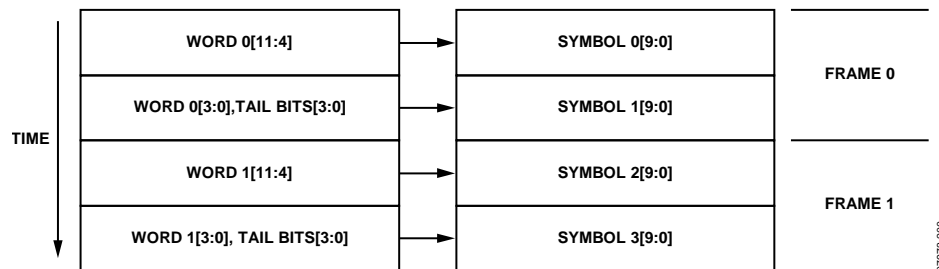 WORD 0[11:4]
SYMBOL 0[9:0]
FRAME 0
WORD 0[3:0],TAIL BITS[3:0]
SYMBOL 1[9:0]
TIME
WORD 1[11:4]
SYMBOL 2[9:0]
FRAME 1
WORD 1[3:0], TAIL BITS[3:0]
SYMBOL 3[9:0]